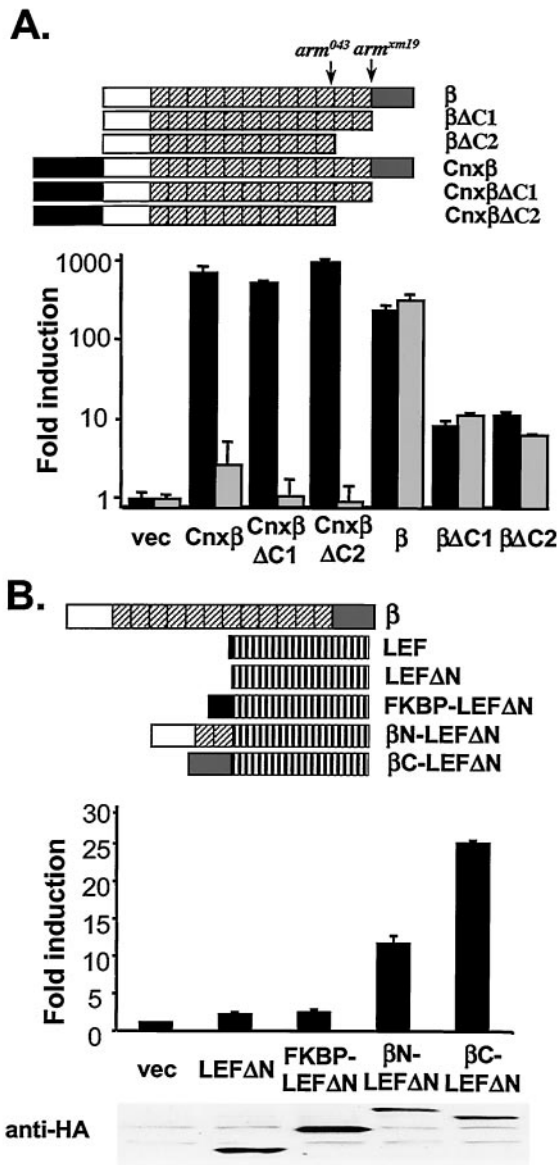 A.
arm043 armxm19
β
βΔC1
βΔC2
Cnxβ
CnxβΔC1
CnxβΔC2
Fold induction
1000
100
10
1
vec Cnxβ Cnxβ ΔC1 Cnxβ ΔC2 β βΔC1 βΔC2
B.
β
LEF
LEFΔN
FKBP-LEFΔN
βN-LEFΔN
βC-LEFΔN
Fold induction
30
25
15
10
5
0
vec LEFΔN FKBP-LEFΔN βN-LEFΔN βC-LEFΔN
anti-HA